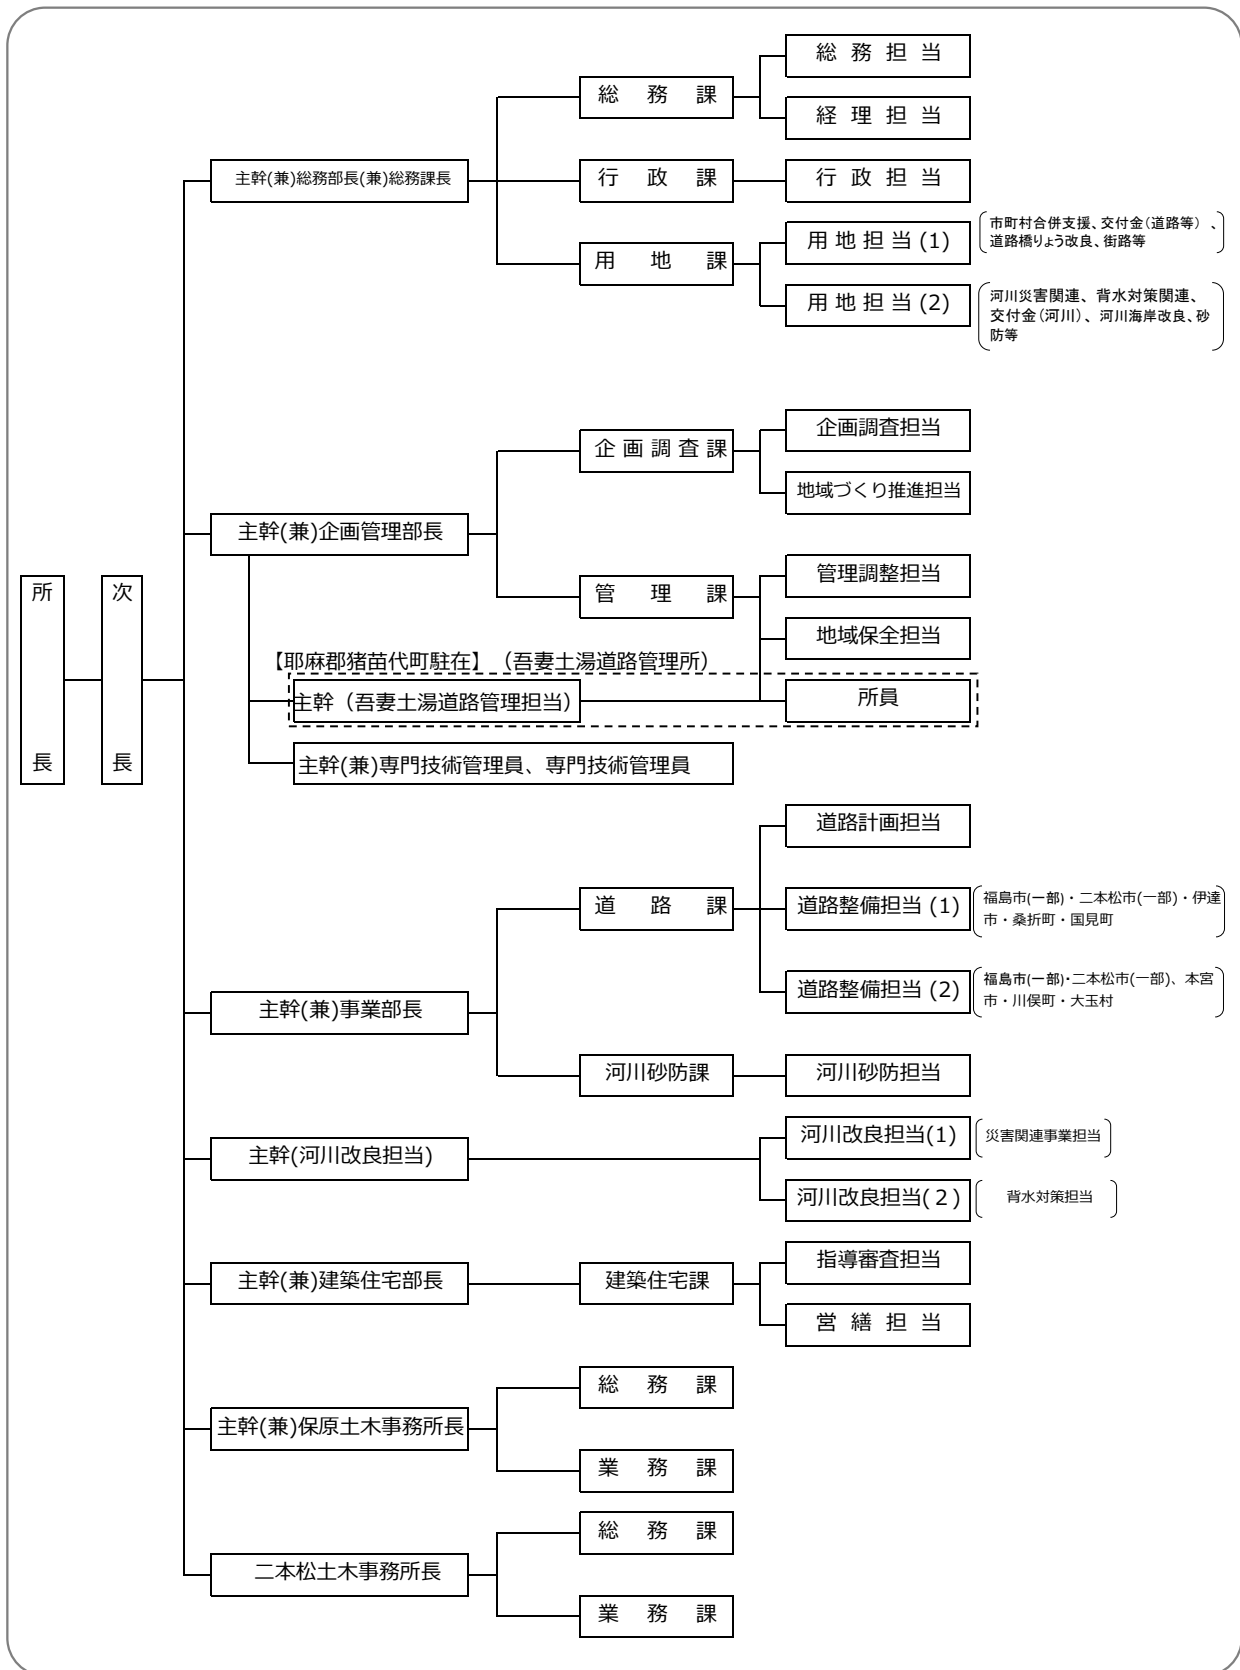 所長
次長
主幹(兼)総務部長(兼)総務課長
総務課
総務担当
経理担当
行政課
行政担当
用地課
用地担当(1)
市町村合併支援、交付金(道路等)、
道路橋りょう改良、街路等
用地担当(2)
河川災害関連、背水対策関連、
交付金(河川)、河川海岸改良、砂
防等
主幹(兼)企画管理部長
企画調査課
企画調査担当
地域づくり推進担当
管理課
管理調整担当
地域保全担当
【耶麻郡猪苗代町駐在】(吾妻土湯道路管理所)
主幹(吾妻土湯道路管理担当)
所員
主幹(兼)専門技術管理員、専門技術管理員
主幹(兼)事業部長
道路課
道路計画担当
道路整備担当(1)
福島市(一部)・二本松市(一部)・伊達
市・桑折町・国見町
道路整備担当(2)
福島市(一部)・二本松市(一部)、本宮
市・川俣町・大玉村
河川砂防課
河川砂防担当
主幹(河川改良担当)
河川改良担当(1)
災害関連事業担当
河川改良担当(2)
背水対策担当
主幹(兼)建築住宅部長
建築住宅課
指導審査担当
営繕担当
主幹(兼)保原土木事務所長
総務課
業務課
二本松土木事務所長
総務課
業務課